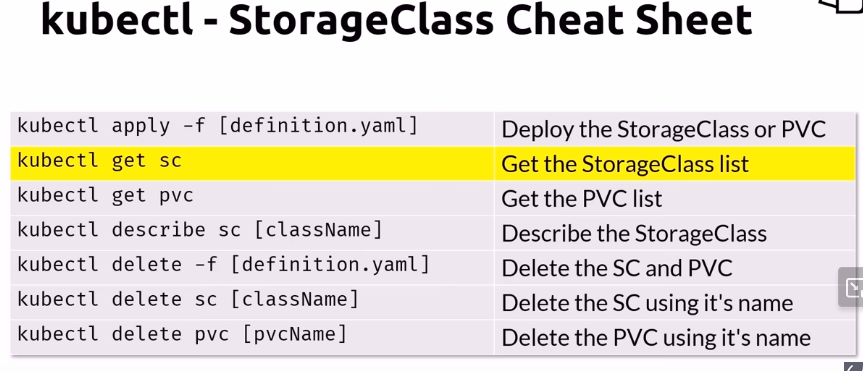 kubectl - StorageClass Cheat Sheet
kubectl apply -f [definition.yaml] Deploy the StorageClass or PVC
kubectl get sc Get the StorageClass list
kubectl get pvc Get the PVC list
kubectl describe sc [className] Describe the StorageClass
kubectl delete -f [definition.yaml] Delete the SC and PVC
kubectl delete sc [className] Delete the SC using it's name
kubectl delete pvc [pvcName] Delete the PVC using it's name